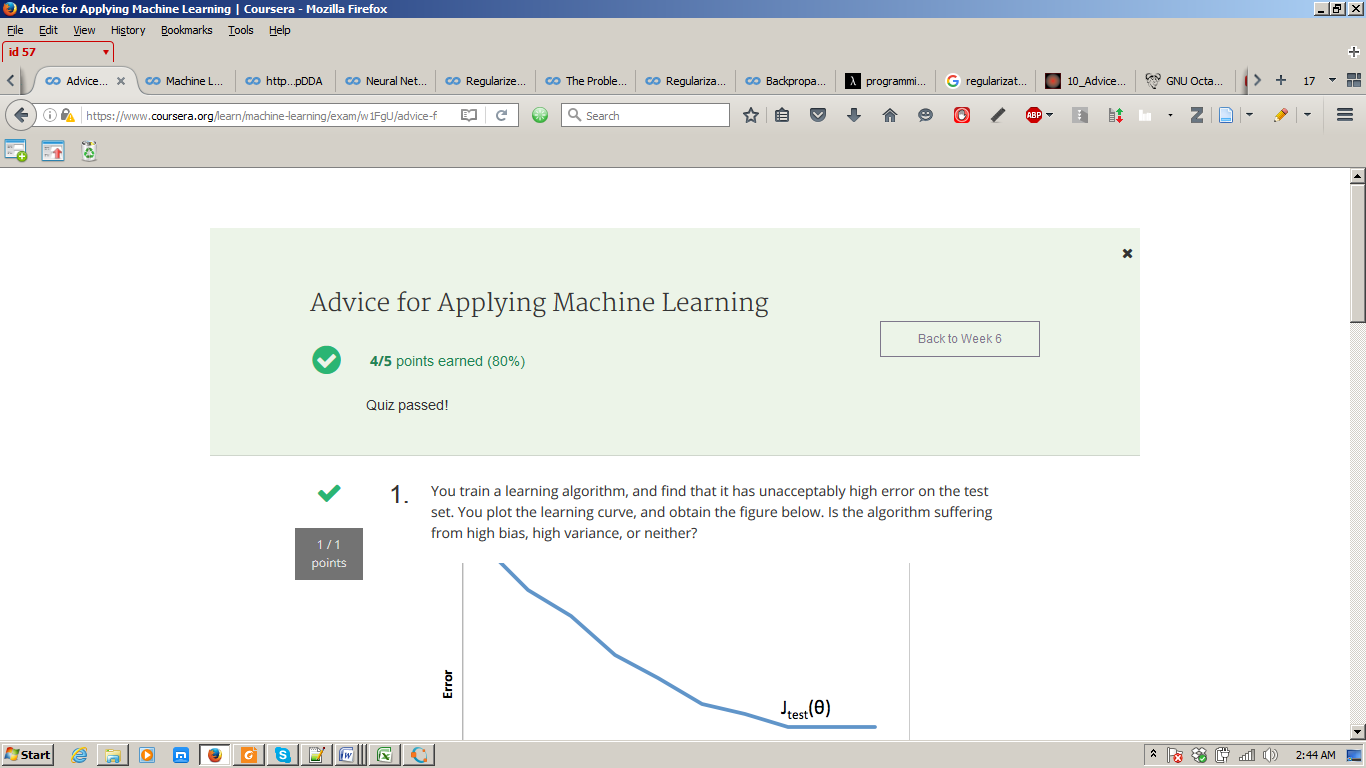 Advice for Applying Machine Learning | Coursera - Mozilla Firefox
File Edit View History Bookmarks Tools Help
id 57
Advice... Machine L... http...pDDA Neural Net... Regularize... The Proble... Regulariza... Backpropa... programmi... regularizat... 10_Advice... GNU Octa... 17
https://www.coursera.org/learn/machine-learning/exam/w1FgU/advice-f Search ABP Z
Advice for Applying Machine Learning
Back to Week 6
4/5 points earned (80%)
Quiz passed!
1. You train a learning algorithm, and find that it has unacceptably high error on the test
set. You plot the learning curve, and obtain the figure below. Is the algorithm suffering
from high bias, high variance, or neither?
1 / 1
points
Error
Jtest(θ)
Start 2:44 AM